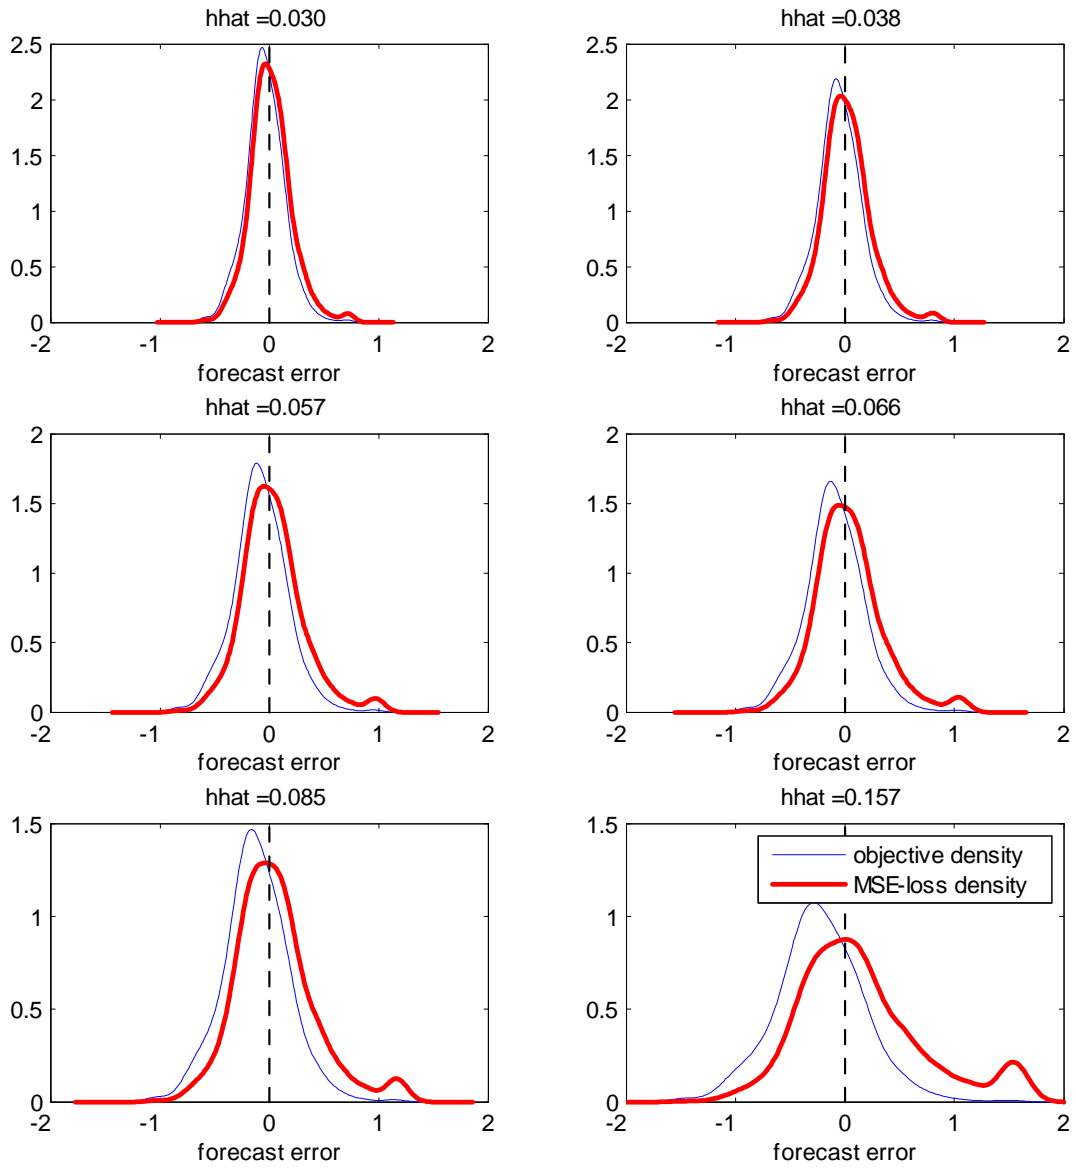 hhat =0.030
2.5
2
1.5
1
0.5
0
-2 -1 0 1 2
forecast error
hhat =0.038
2.5
2
1.5
1
0.5
0
-2 -1 0 1 2
forecast error
hhat =0.057
2
1.5
1
0.5
0
-2 -1 0 1 2
forecast error
hhat =0.066
2
1.5
1
0.5
0
-2 -1 0 1 2
forecast error
hhat =0.085
1.5
1
0.5
0
-2 -1 0 1 2
forecast error
hhat =0.157
1.5
objective density
MSE-loss density
1
0.5
0
-2 -1 0 1 2
forecast error